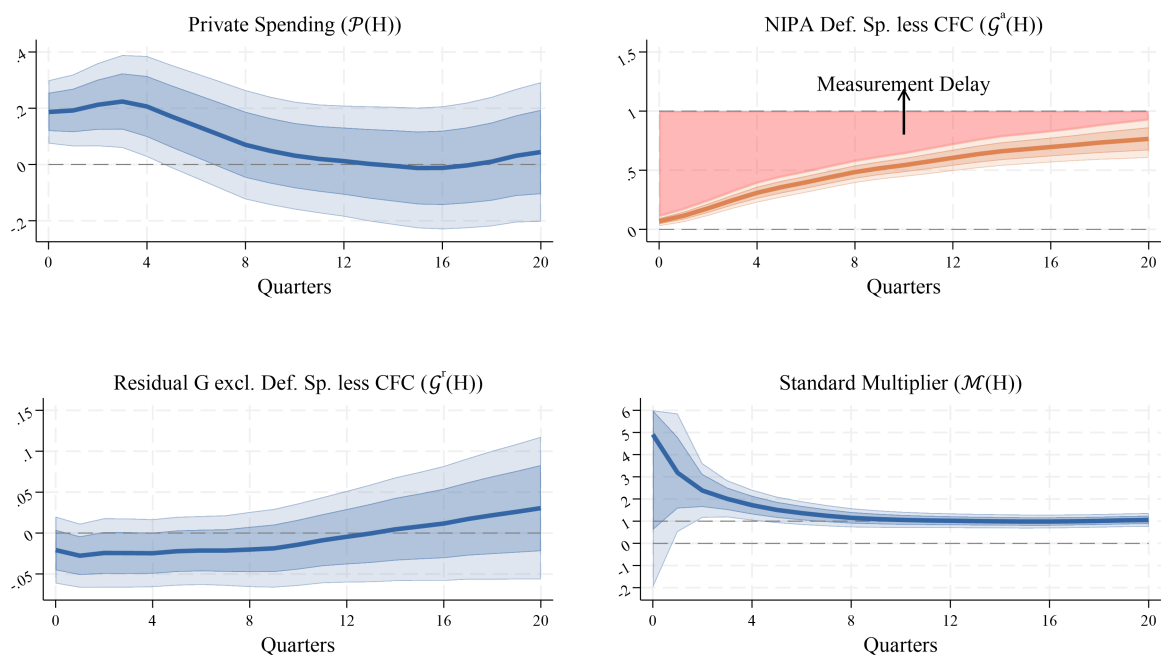 Private Spending (𝒫(H))
.4
.2
0
-.2
0 4 8 12 16 20
Quarters
NIPA Def. Sp. less CFC (𝒢ᵃ(H))
1.5
1
.5
0
Measurement Delay
0 4 8 12 16 20
Quarters
Residual G excl. Def. Sp. less CFC (𝒢ʳ(H))
.15
.1
.05
0
-.05
0 4 8 12 16 20
Quarters
Standard Multiplier (ℳ(H))
6
5
4
3
2
1
0
-1
-2
0 4 8 12 16 20
Quarters